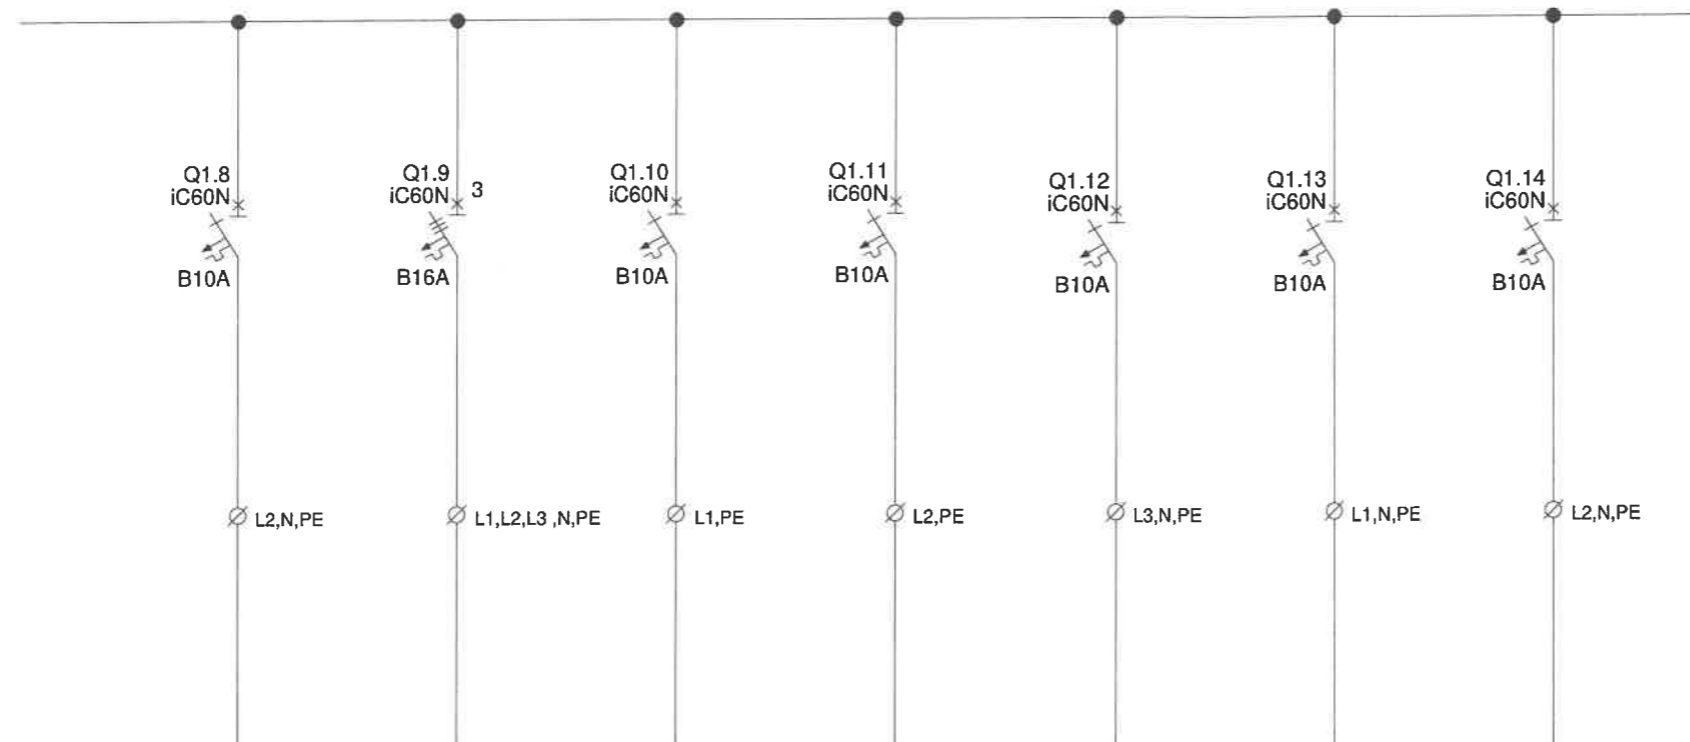 Q1.8
iC60N
B10A
Q1.9
iC60N 3
B16A
Q1.10
iC60N
B10A
Q1.11
iC60N
B10A
Q1.12
iC60N
B10A
Q1.13
iC60N
B10A
Q1.14
iC60N
B10A
L2,N,PE
L1,L2,L3 ,N,PE
L1,PE
L2,PE
L3,N,PE
L1,N,PE
L2,N,PE